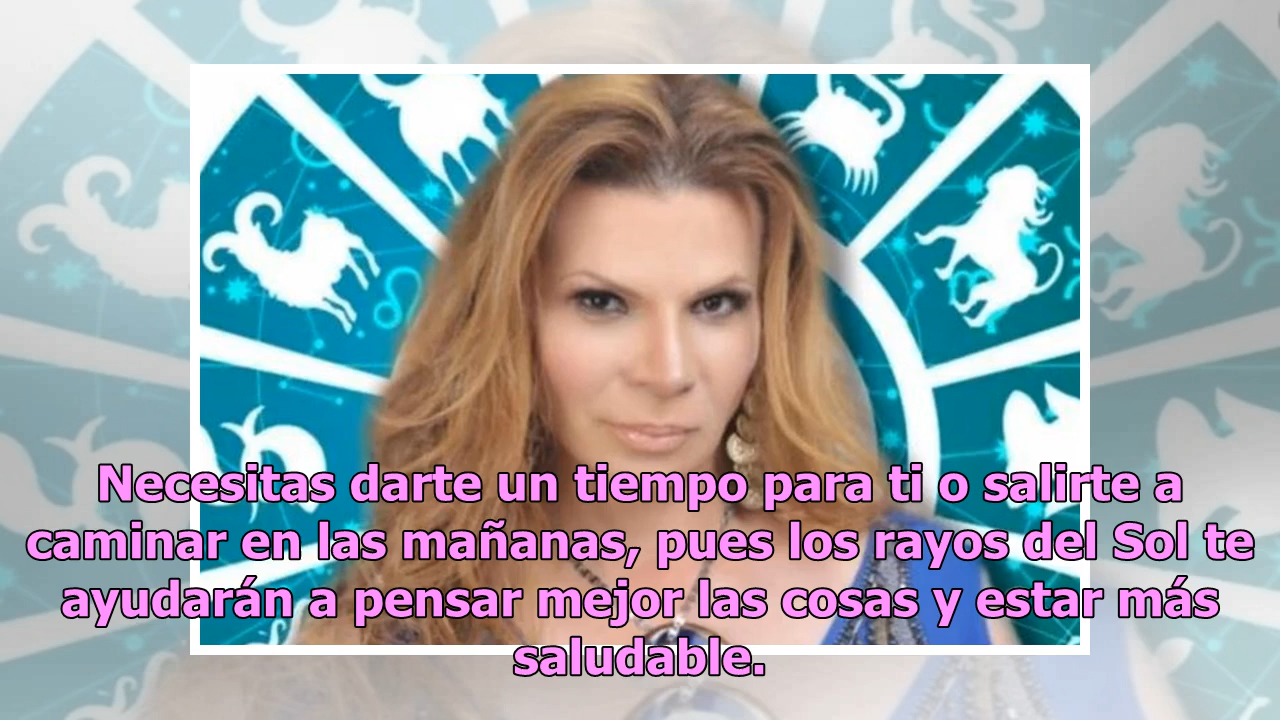 Necesitas darte un tiempo para ti o salirte a
caminar en las mañanas, pues los rayos del Sol te
ayudarán a pensar mejor las cosas y estar más
saludable.